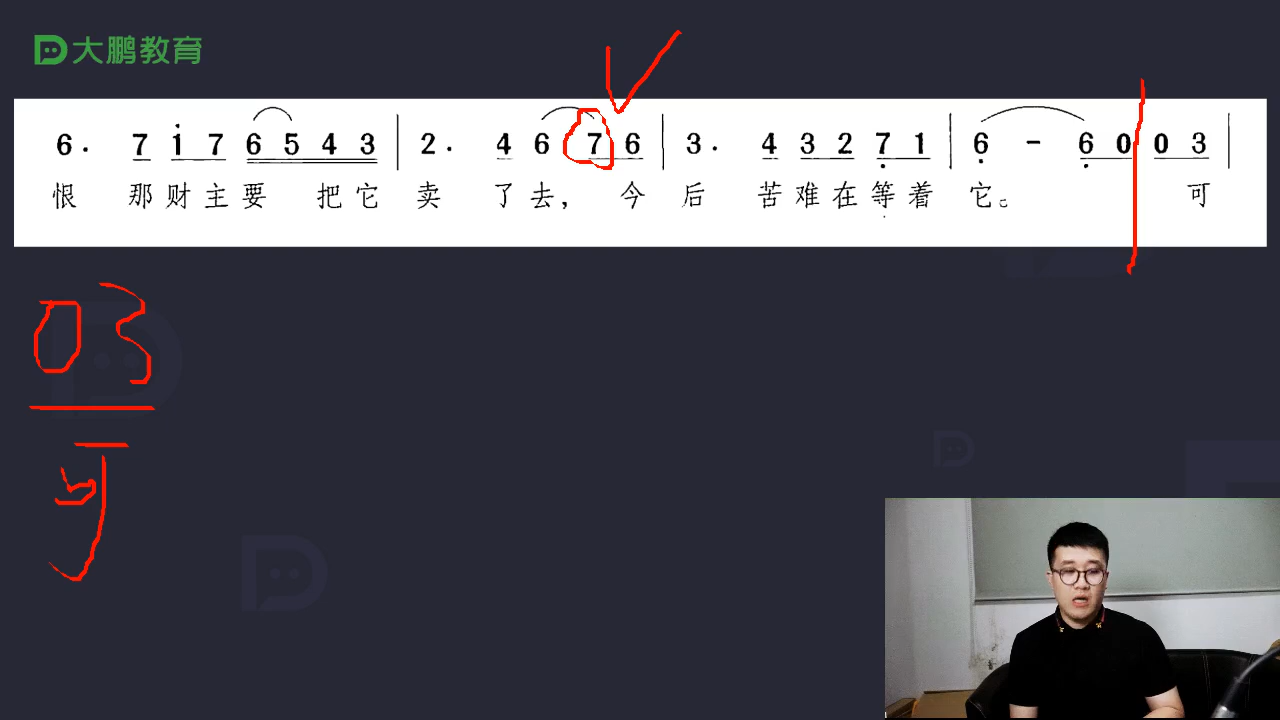 大鹏教育
6. 7 i 7 6 5 4 3 | 2. 4 6 7 6 | 3. 4 3 2 7 1 | 6 - 6 0 0 3 |
恨 那财主要 把它 卖 了去， 今 后 苦难在等着 它。 可
03
可